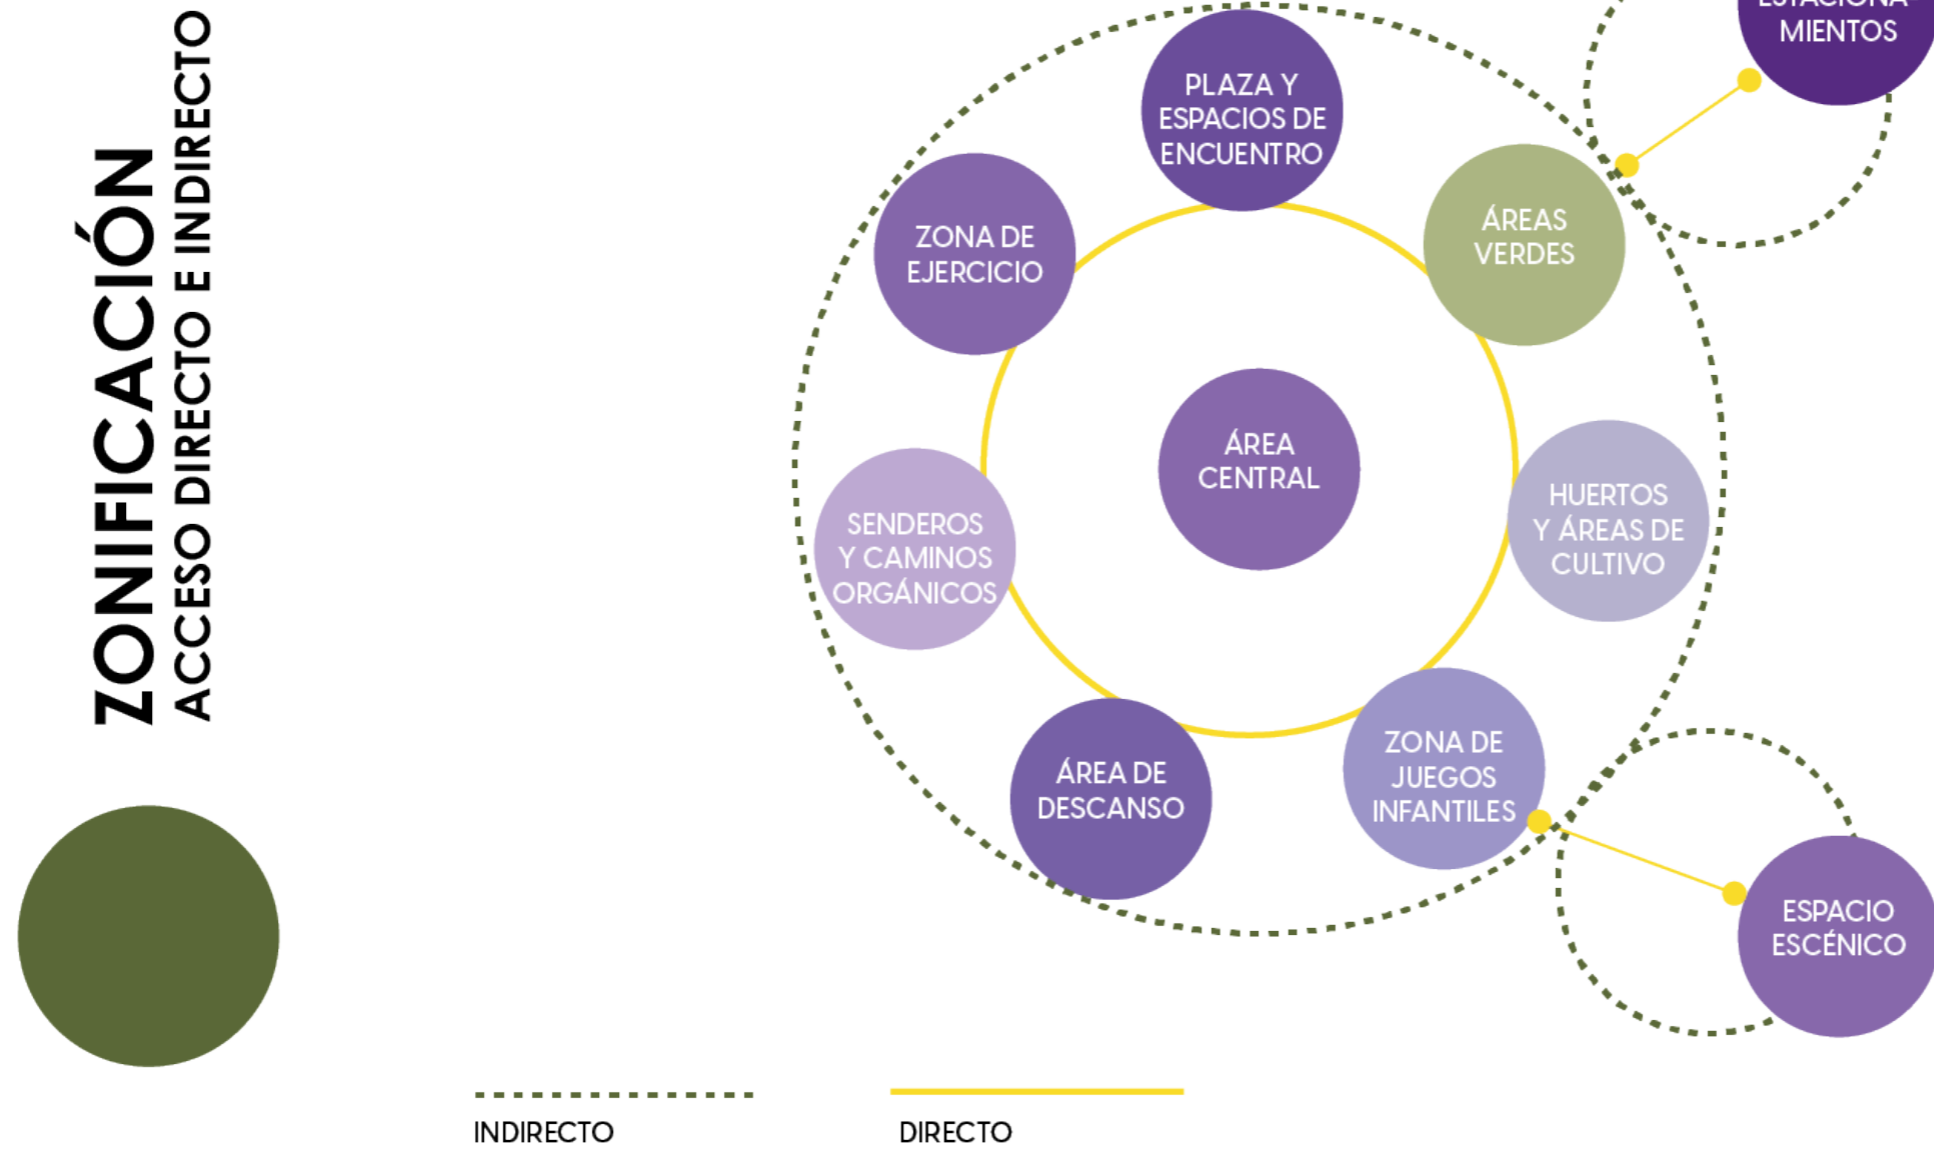 ZONIFICACIÓN
ACCESO DIRECTO E INDIRECTO
ESTACIONA-
MIENTOS
PLAZA Y
ESPACIOS DE
ENCUENTRO
ÁREAS
VERDES
ZONA DE
EJERCICIO
ÁREA
CENTRAL
HUERTOS
Y ÁREAS DE
CULTIVO
SENDEROS
Y CAMINOS
ORGÁNICOS
ZONA DE
JUEGOS
INFANTILES
ÁREA DE
DESCANSO
ESPACIO
ESCÉNICO
INDIRECTO
DIRECTO